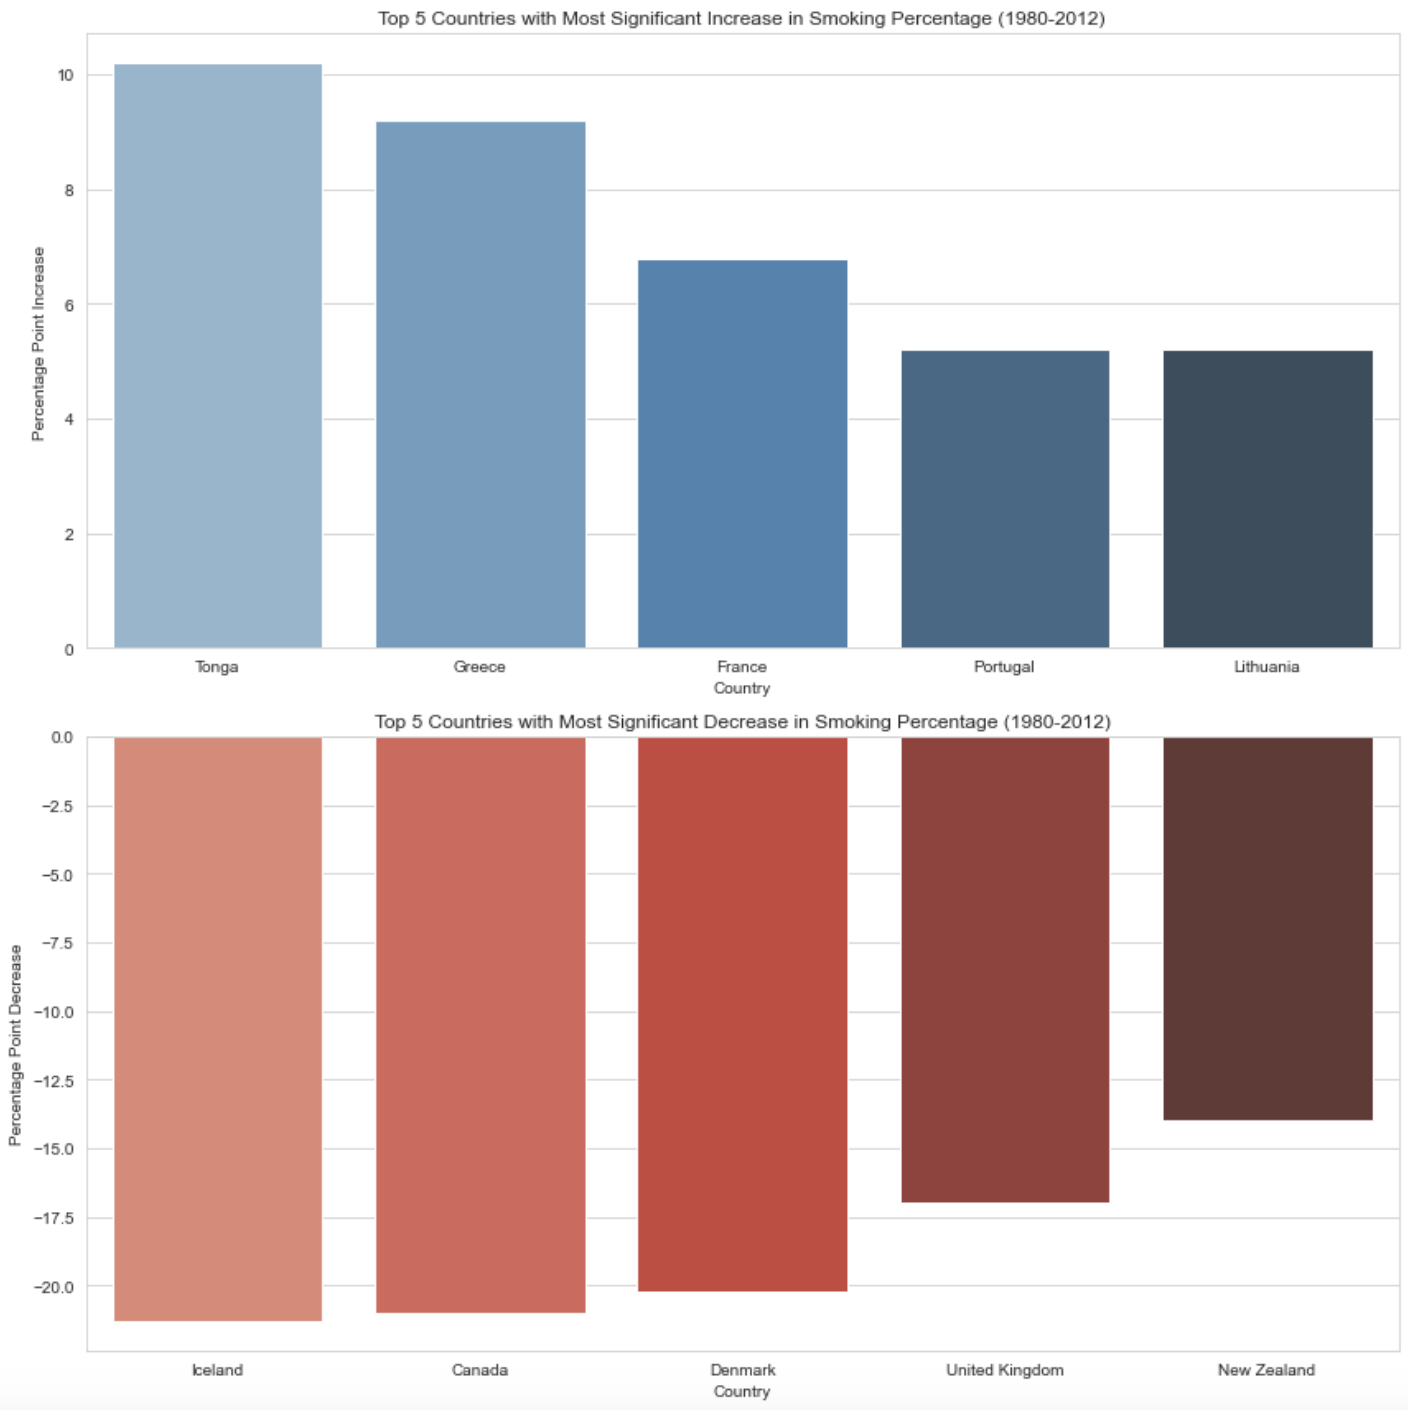 Top 5 Countries with Most Significant Increase in Smoking Percentage (1980-2012)
Percentage Point Increase
10
8
6
4
2
0
Tonga Greece France Portugal Lithuania
Country
Top 5 Countries with Most Significant Decrease in Smoking Percentage (1980-2012)
Percentage Point Decrease
0.0
−2.5
−5.0
−7.5
−10.0
−12.5
−15.0
−17.5
−20.0
Iceland Canada Denmark United Kingdom New Zealand
Country